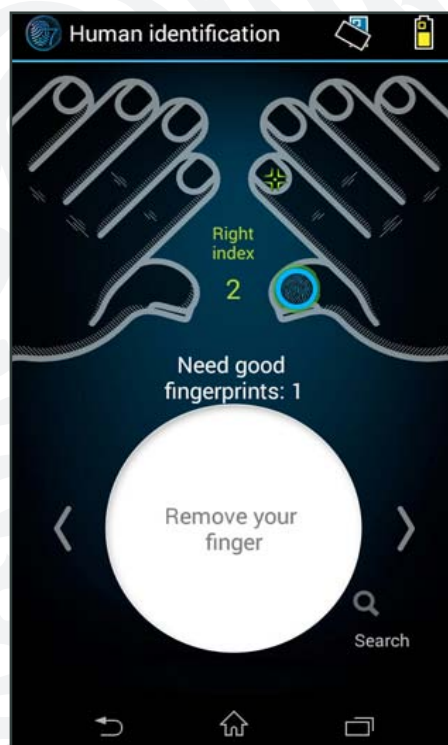 Human identification
Right
index
2
Need good
fingerprints: 1
Remove your
finger
Search